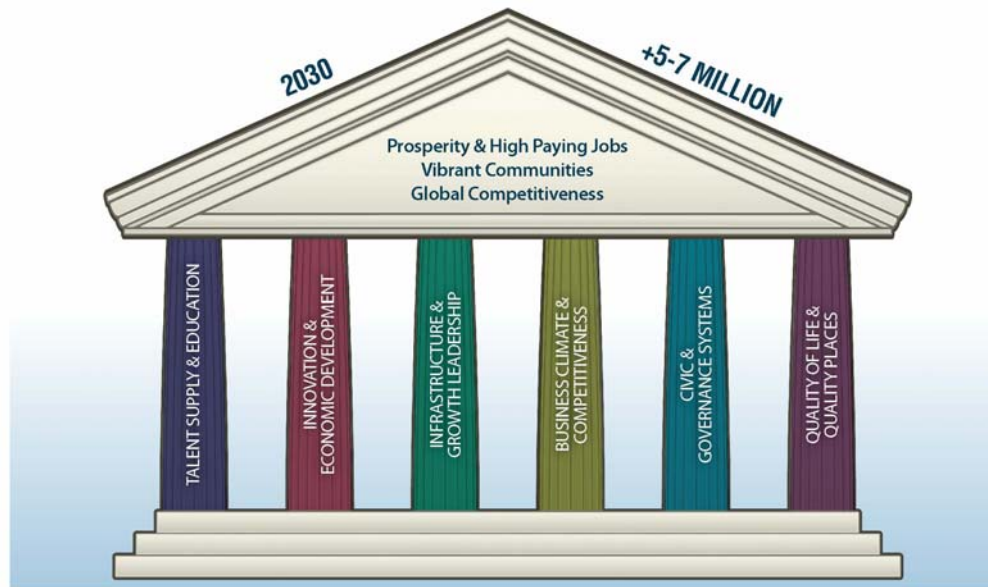 2030
+5-7 MILLION
Prosperity & High Paying Jobs
Vibrant Communities
Global Competitiveness
TALENT SUPPLY & EDUCATION
INNOVATION &
ECONOMIC DEVELOPMENT
INFRASTRUCTURE &
GROWTH LEADERSHIP
BUSINESS CLIMATE &
COMPETITIVENESS
CIVIC &
GOVERNANCE SYSTEMS
QUALITY OF LIFE &
QUALITY PLACES